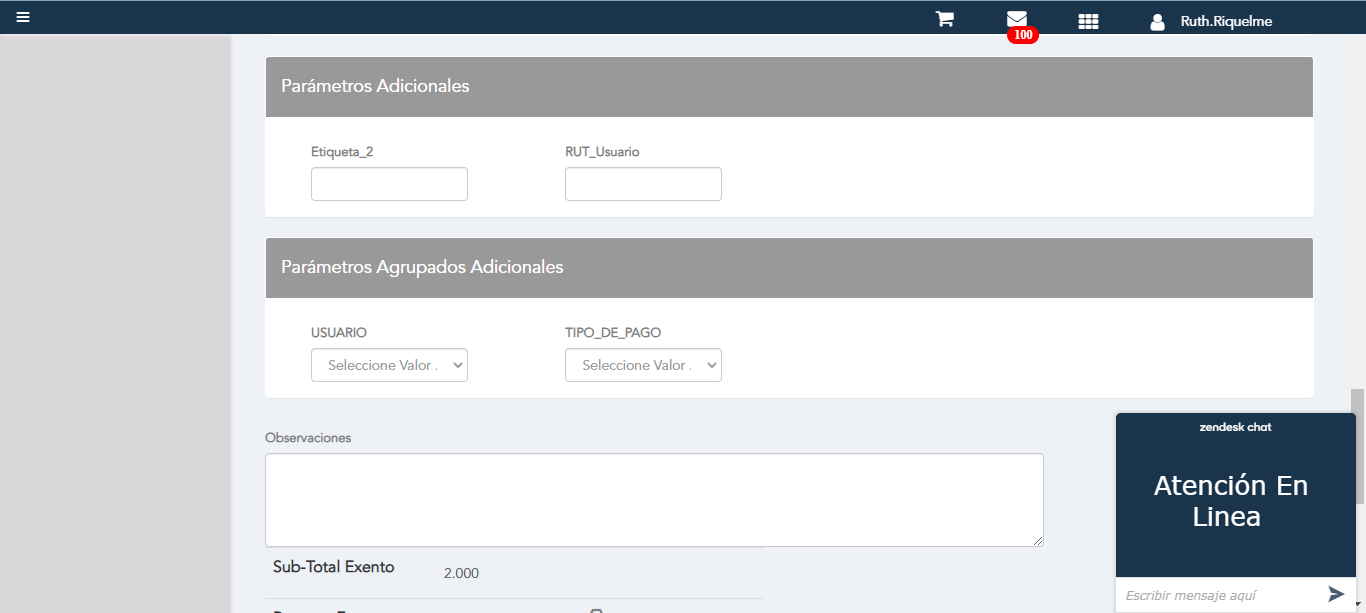 Ruth.Riquelme
100
Parámetros Adicionales
Etiqueta_2 RUT_Usuario
Parámetros Agrupados Adicionales
USUARIO TIPO_DE_PAGO
Seleccione Valor . Seleccione Valor .
Observaciones
zendesk chat
Atención En
Linea
Sub-Total Exento 2.000
Escribir mensaje aquí